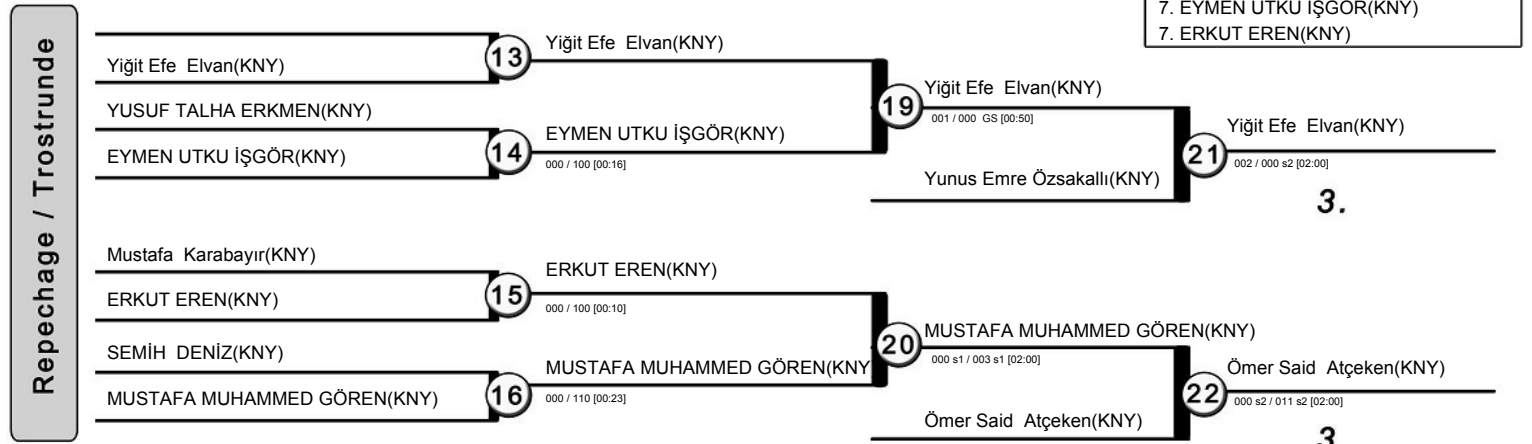 7. EYMEN UTKU İŞGÖR(KNY)
7. ERKUT EREN(KNY)
Repechage / Trostrunde
Yiğit Efe Elvan(KNY)
13
Yiğit Efe Elvan(KNY)
YUSUF TALHA ERKMEN(KNY)
EYMEN UTKU İŞGÖR(KNY)
14
EYMEN UTKU İŞGÖR(KNY)
000 / 100 [00:16]
19
Yiğit Efe Elvan(KNY)
001 / 000 GS [00:50]
Yunus Emre Özsakallı(KNY)
21
Yiğit Efe Elvan(KNY)
002 / 000 s2 [02:00]
3.
Mustafa Karabayır(KNY)
ERKUT EREN(KNY)
15
ERKUT EREN(KNY)
000 / 100 [00:10]
SEMİH DENİZ(KNY)
MUSTAFA MUHAMMED GÖREN(KNY)
16
MUSTAFA MUHAMMED GÖREN(KNY
000 / 110 [00:23]
20
MUSTAFA MUHAMMED GÖREN(KNY)
000 s1 / 003 s1 [02:00]
Ömer Said Atçeken(KNY)
22
Ömer Said Atçeken(KNY)
000 s2 / 011 s2 [02:00]
3